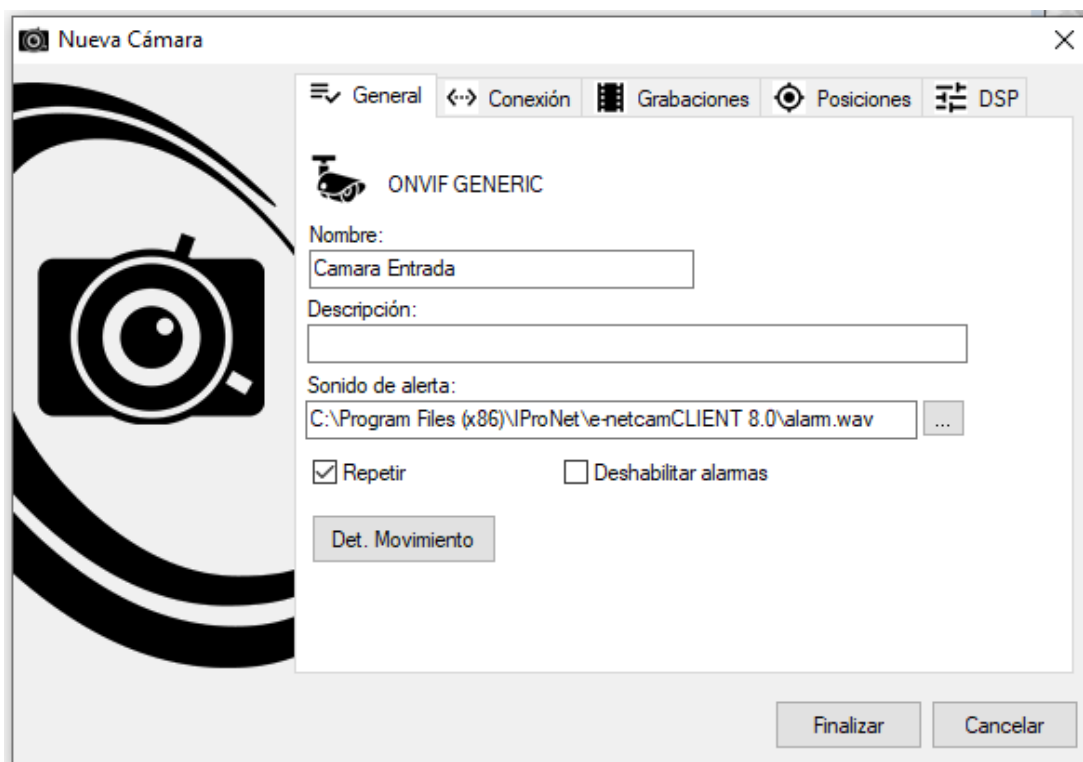 Nueva Cámara
General Conexión Grabaciones Posiciones DSP
ONVIF GENERIC
Nombre:
Camara Entrada
Descripción:
Sonido de alerta:
C:\Program Files (x86)\IProNet\e-netcamCLIENT 8.0\alarm.wav ...
Repetir Deshabilitar alarmas
Det. Movimiento
Finalizar Cancelar